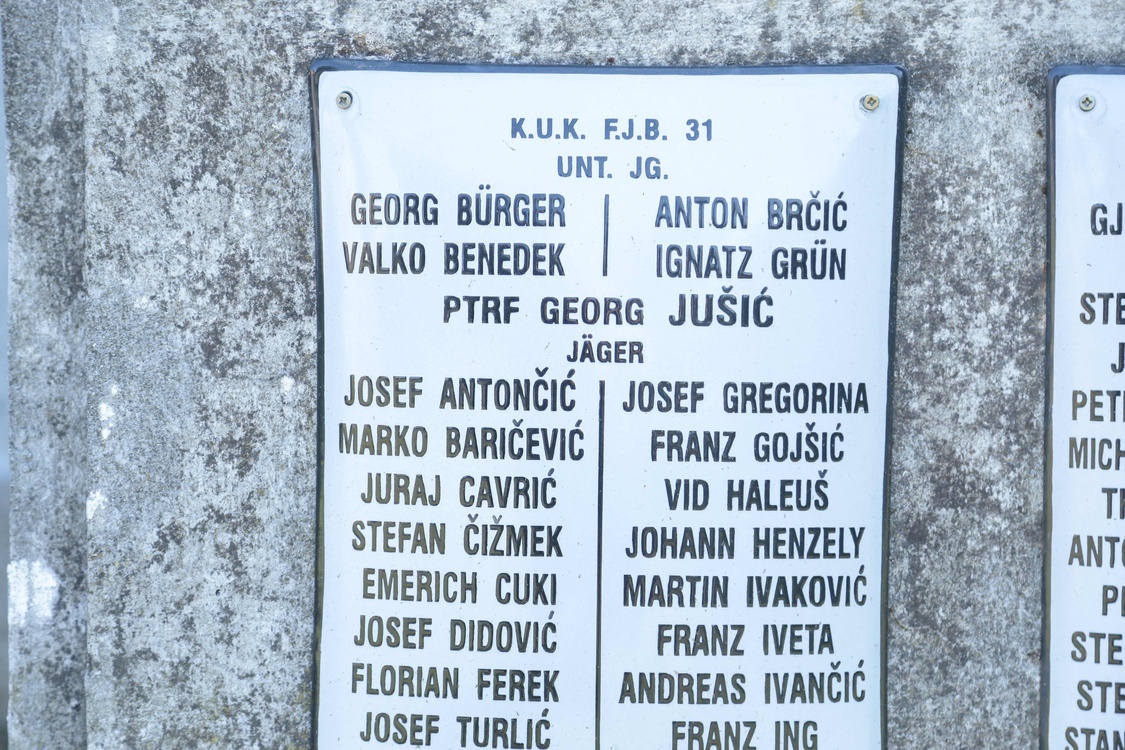 K.U.K. F.J.B. 31
UNT. JG.
GEORG BÜRGER
VALKO BENEDEK
ANTON BRČIĆ
IGNATZ GRÜN
PTRF GEORG JUŠIĆ
JÄGER
JOSEF ANTONČIĆ
MARKO BARIČEVIĆ
JURAJ CAVRIĆ
STEFAN ČIŽMEK
EMERICH CUKI
JOSEF DIDOVIĆ
FLORIAN FEREK
JOSEF TURLIĆ
JOSEF GREGORINA
FRANZ GOJŠIĆ
VID HALEUŠ
JOHANN HENZELY
MARTIN IVAKOVIĆ
FRANZ IVETA
ANDREAS IVANČIĆ
FRANZ ING